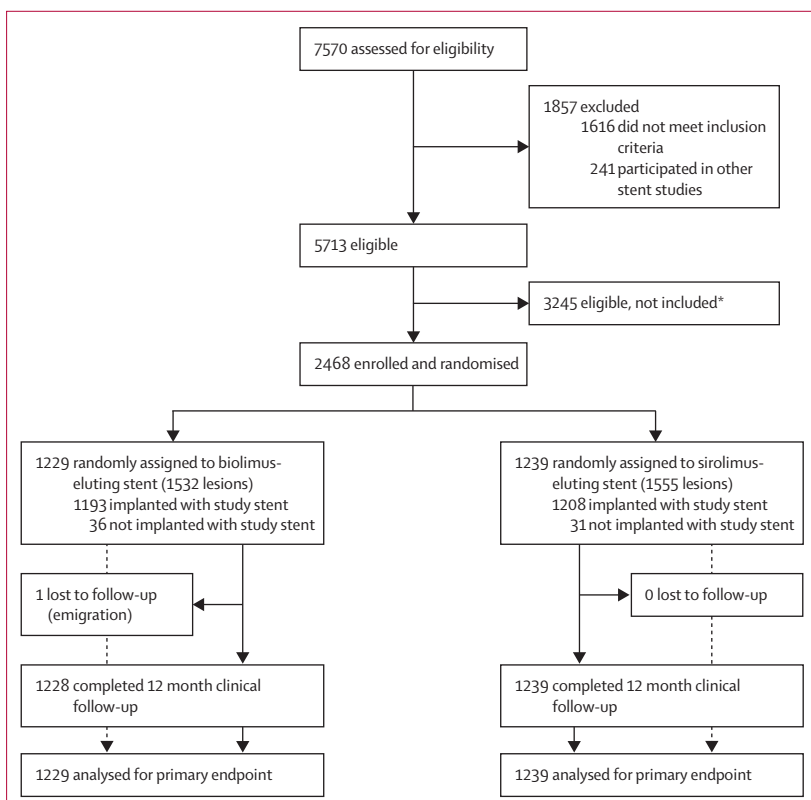 7570 assessed for eligibility
1857 excluded
1616 did not meet inclusion
criteria
241 participated in other
stent studies
5713 eligible
3245 eligible, not included*
2468 enrolled and randomised
1229 randomly assigned to biolimus-
eluting stent (1532 lesions)
1193 implanted with study stent
36 not implanted with study stent
1239 randomly assigned to sirolimus-
eluting stent (1555 lesions)
1208 implanted with study stent
31 not implanted with study stent
1 lost to follow-up
(emigration)
0 lost to follow-up
1228 completed 12 month clinical
follow-up
1239 completed 12 month clinical
follow-up
1229 analysed for primary endpoint
1239 analysed for primary endpoint